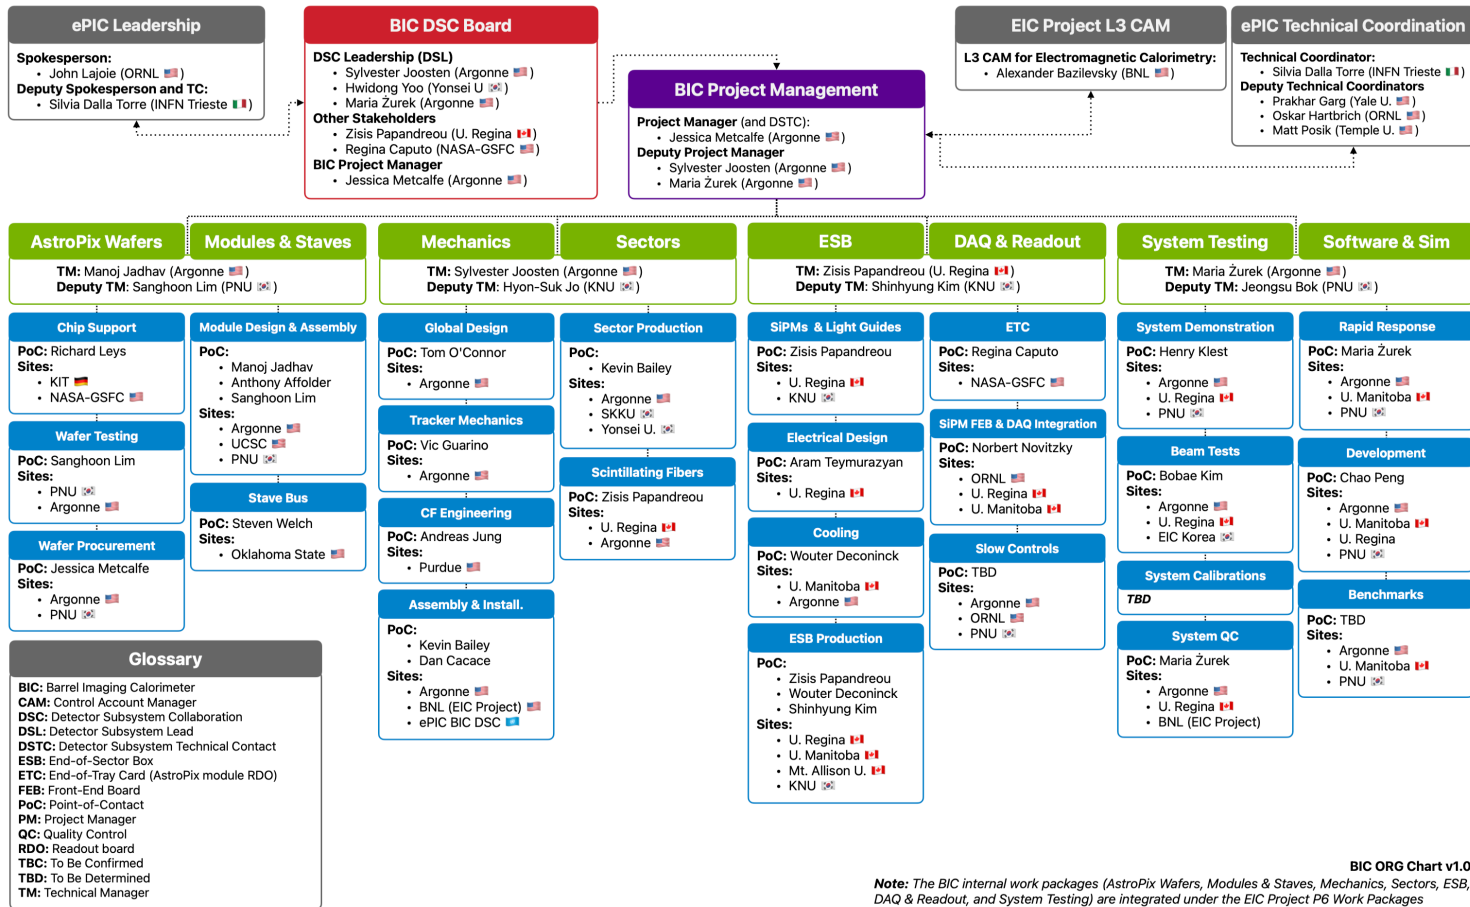 ePIC Leadership
Spokesperson:
• John Lajoie (ORNL 🇺🇸)
Deputy Spokesperson and TC:
• Silvia Dalla Torre (INFN Trieste 🇮🇹)
BIC DSC Board
DSC Leadership (DSL)
• Sylvester Joosten (Argonne 🇺🇸)
• Hwidong Yoo (Yonsei U 🇰🇷)
• Maria Żurek (Argonne 🇺🇸)
Other Stakeholders
• Zisis Papandreou (U. Regina 🇨🇦)
• Regina Caputo (NASA-GSFC 🇺🇸)
BIC Project Manager
• Jessica Metcalfe (Argonne 🇺🇸)
BIC Project Management
Project Manager (and DSTC):
• Jessica Metcalfe (Argonne 🇺🇸)
Deputy Project Manager
• Sylvester Joosten (Argonne 🇺🇸)
• Maria Żurek (Argonne 🇺🇸)
EIC Project L3 CAM
L3 CAM for Electromagnetic Calorimetry:
• Alexander Bazilevsky (BNL 🇺🇸)
ePIC Technical Coordination
Technical Coordinator:
• Silvia Dalla Torre (INFN Trieste 🇮🇹)
Deputy Technical Coordinators
• Prakhar Garg (Yale U. 🇺🇸)
• Oskar Hartbrich (ORNL 🇺🇸)
• Matt Posik (Temple U. 🇺🇸)
AstroPix Wafers
Modules & Staves
TM: Manoj Jadhav (Argonne 🇺🇸)
Deputy TM: Sanghoon Lim (PNU 🇰🇷)
Chip Support
PoC: Richard Leys
Sites:
• KIT 🇩🇪
• NASA-GSFC 🇺🇸
Wafer Testing
PoC: Sanghoon Lim
Sites:
• PNU 🇰🇷
• Argonne 🇺🇸
Wafer Procurement
PoC: Jessica Metcalfe
Sites:
• Argonne 🇺🇸
• PNU 🇰🇷
Module Design & Assembly
PoC:
• Manoj Jadhav
• Anthony Affolder
• Sanghoon Lim
Sites:
• Argonne 🇺🇸
• UCSC 🇺🇸
• PNU 🇰🇷
Stave Bus
PoC: Steven Welch
Sites:
• Oklahoma State 🇺🇸
Mechanics
Sectors
TM: Sylvester Joosten (Argonne 🇺🇸)
Deputy TM: Hyon-Suk Jo (KNU 🇰🇷)
Global Design
PoC: Tom O'Connor
Sites:
• Argonne 🇺🇸
Tracker Mechanics
PoC: Vic Guarino
Sites:
• Argonne 🇺🇸
CF Engineering
PoC: Andreas Jung
Sites:
• Purdue 🇺🇸
Assembly & Install.
PoC:
• Kevin Bailey
• Dan Cacace
Sites:
• Argonne 🇺🇸
• BNL (EIC Project) 🇺🇸
• ePIC BIC DSC 🇺🇳
Sector Production
PoC:
• Kevin Bailey
Sites:
• Argonne 🇺🇸
• SKKU 🇰🇷
• Yonsei U. 🇰🇷
Scintillating Fibers
PoC: Zisis Papandreou
Sites:
• U. Regina 🇨🇦
• Argonne 🇺🇸
ESB
DAQ & Readout
TM: Zisis Papandreou (U. Regina 🇨🇦)
Deputy TM: Shinhyung Kim (KNU 🇰🇷)
SiPMs & Light Guides
PoC: Zisis Papandreou
Sites:
• U. Regina 🇨🇦
• KNU 🇰🇷
Electrical Design
PoC: Aram Teymurazyan
Sites:
• U. Regina 🇨🇦
Cooling
PoC: Wouter Deconinck
Sites:
• U. Manitoba 🇨🇦
• Argonne 🇺🇸
ESB Production
PoC:
• Zisis Papandreou
• Wouter Deconinck
• Shinhyung Kim
Sites:
• U. Regina 🇨🇦
• U. Manitoba 🇨🇦
• Mt. Allison U. 🇨🇦
• KNU 🇰🇷
ETC
PoC: Regina Caputo
Sites:
• NASA-GSFC 🇺🇸
SiPM FEB & DAQ Integration
PoC: Norbert Novitzky
Sites:
• ORNL 🇺🇸
• U. Regina 🇨🇦
• U. Manitoba 🇨🇦
Slow Controls
PoC: TBD
Sites:
• Argonne 🇺🇸
• ORNL 🇺🇸
• PNU 🇰🇷
System Testing
Software & Sim
TM: Maria Żurek (Argonne 🇺🇸)
Deputy TM: Jeongsu Bok (PNU 🇰🇷)
System Demonstration
PoC: Henry Klest
Sites:
• Argonne 🇺🇸
• U. Regina 🇨🇦
• PNU 🇰🇷
Beam Tests
PoC: Bobae Kim
Sites:
• Argonne 🇺🇸
• U. Regina 🇨🇦
• EIC Korea 🇰🇷
System Calibrations
TBD
System QC
PoC: Maria Żurek
Sites:
• Argonne 🇺🇸
• U. Regina 🇨🇦
• BNL (EIC Project)
Rapid Response
PoC: Maria Żurek
Sites:
• Argonne 🇺🇸
• U. Manitoba 🇨🇦
• PNU 🇰🇷
Development
PoC: Chao Peng
Sites:
• Argonne 🇺🇸
• U. Manitoba 🇨🇦
• U. Regina
• PNU 🇰🇷
Benchmarks
PoC: TBD
Sites:
• Argonne 🇺🇸
• U. Manitoba 🇨🇦
• PNU 🇰🇷
Glossary
BIC: Barrel Imaging Calorimeter
CAM: Control Account Manager
DSC: Detector Subsystem Collaboration
DSL: Detector Subsystem Lead
DSTC: Detector Subsystem Technical Contact
ESB: End-of-Sector Box
ETC: End-of-Tray Card (AstroPix module RDO)
FEB: Front-End Board
PoC: Point-of-Contact
PM: Project Manager
QC: Quality Control
RDO: Readout board
TBC: To Be Confirmed
TBD: To Be Determined
TM: Technical Manager
BIC ORG Chart v1.0
Note: The BIC internal work packages (AstroPix Wafers, Modules & Staves, Mechanics, Sectors, ESB,
DAQ & Readout, and System Testing) are integrated under the EIC Project P6 Work Packages